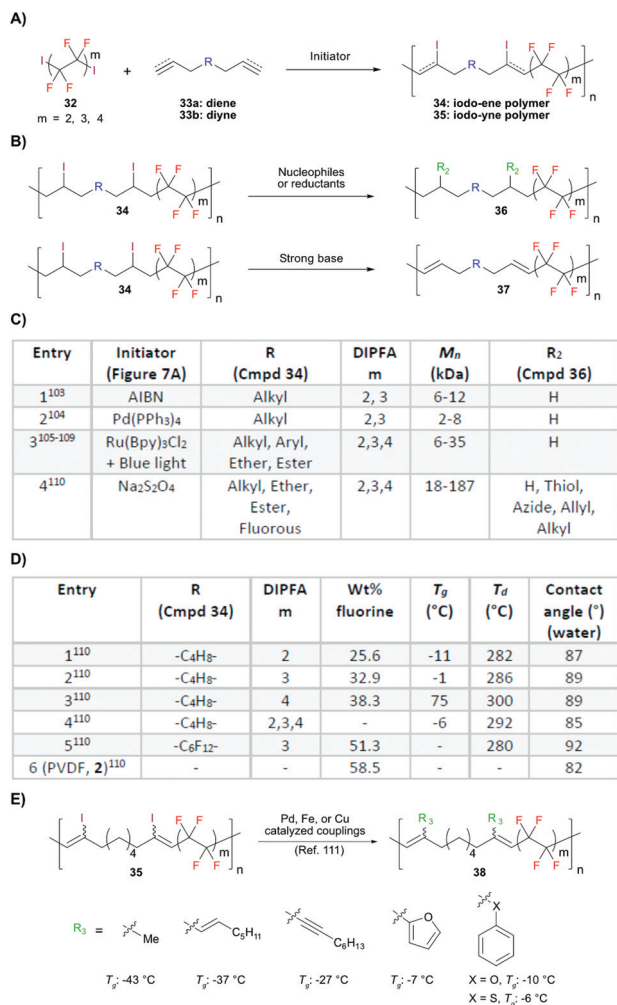 A)
F F
I m
I
F F
32
m = 2, 3, 4
+
R
33a: diene
33b: diyne
Initiator
I I F F
R m
F F n
34: iodo-ene polymer
35: iodo-yne polymer
B)
I I F F
R m
34 F F n
Nucleophiles
or reductants
R2 R2 F F
R m
36 F F n
I I F F
R m
34 F F n
Strong base
F F
R m
37 F F n
C)
Entry Initiator (Figure 7A) R (Cmpd 34) DIPFA m Mn (kDa) R2 (Cmpd 36)
1103 AIBN Alkyl 2, 3 6-12 H
2104 Pd(PPh3)4 Alkyl 2,3 2-8 H
3105-109 Ru(Bpy)3Cl2 + Blue light Alkyl, Aryl, Ether, Ester 2,3,4 6-35 H
4110 Na2S2O4 Alkyl, Ether, Ester, Fluorous 2,3,4 18-187 H, Thiol, Azide, Allyl, Alkyl
D)
Entry R (Cmpd 34) DIPFA m Wt% fluorine Tg (°C) Td (°C) Contact angle (°) (water)
1110 -C4H8- 2 25.6 -11 282 87
2110 -C4H8- 3 32.9 -1 286 89
3110 -C4H8- 4 38.3 75 300 89
4110 -C4H8- 2,3,4 - -6 292 85
5110 -C6F12- 3 51.3 - 280 92
6 (PVDF, 2)110 - - 58.5 - - 82
E)
I I F F
4 m
35 F F n
Pd, Fe, or Cu
catalyzed couplings
(Ref. 111)
R3 R3 F F
4 m
38 F F n
R3 =
Me
C5H11
C6H13
O
X
Tg: -43 °C
Tg: -37 °C
Tg: -27 °C
Tg: -7 °C
X = O, Tg: -10 °C
X = S, Tg: -6 °C